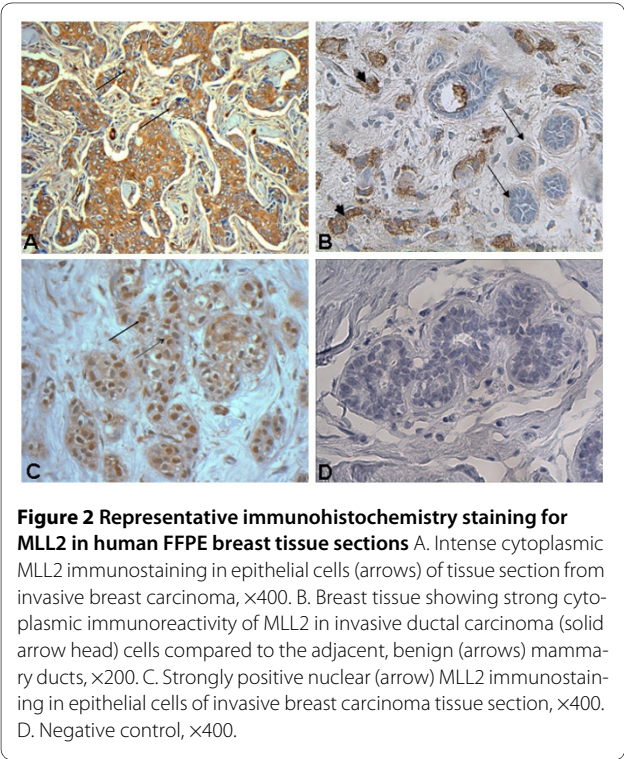 A
B
C
D
Figure 2 Representative immunohistochemistry staining for
MLL2 in human FFPE breast tissue sections A. Intense cytoplasmic
MLL2 immunostaining in epithelial cells (arrows) of tissue section from
invasive breast carcinoma, ×400. B. Breast tissue showing strong cyto-
plasmic immunoreactivity of MLL2 in invasive ductal carcinoma (solid
arrow head) cells compared to the adjacent, benign (arrows) mamma-
ry ducts, ×200. C. Strongly positive nuclear (arrow) MLL2 immunostain-
ing in epithelial cells of invasive breast carcinoma tissue section, ×400.
D. Negative control, ×400.